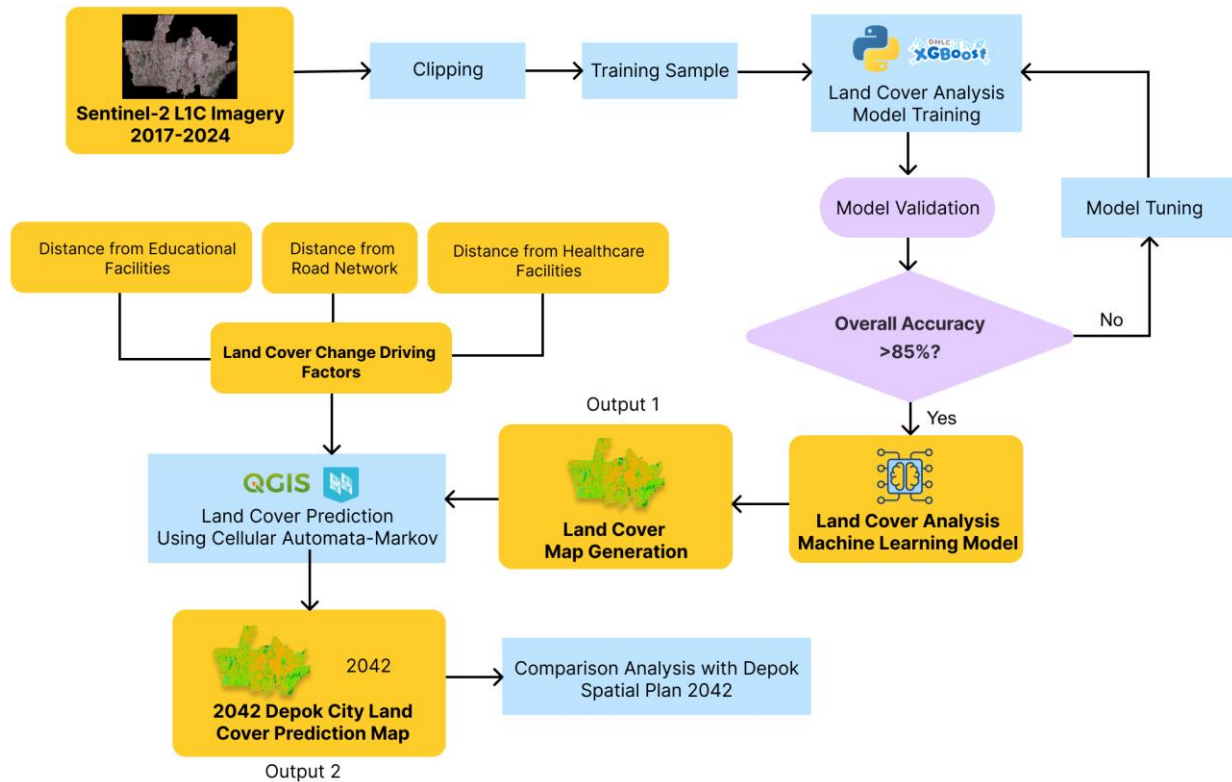 Sentinel-2 L1C Imagery
2017-2024
Clipping
Training Sample
DMLC
XGBoost
Land Cover Analysis
Model Training
Model Validation
Model Tuning
Overall Accuracy
>85%?
No
Yes
Distance from Educational
Facilities
Distance from
Road Network
Distance from Healthcare
Facilities
Land Cover Change Driving
Factors
Output 1
Land Cover
Map Generation
Land Cover Analysis
Machine Learning Model
QGIS
Land Cover Prediction
Using Cellular Automata-Markov
2042
2042 Depok City Land
Cover Prediction Map
Output 2
Comparison Analysis with Depok
Spatial Plan 2042